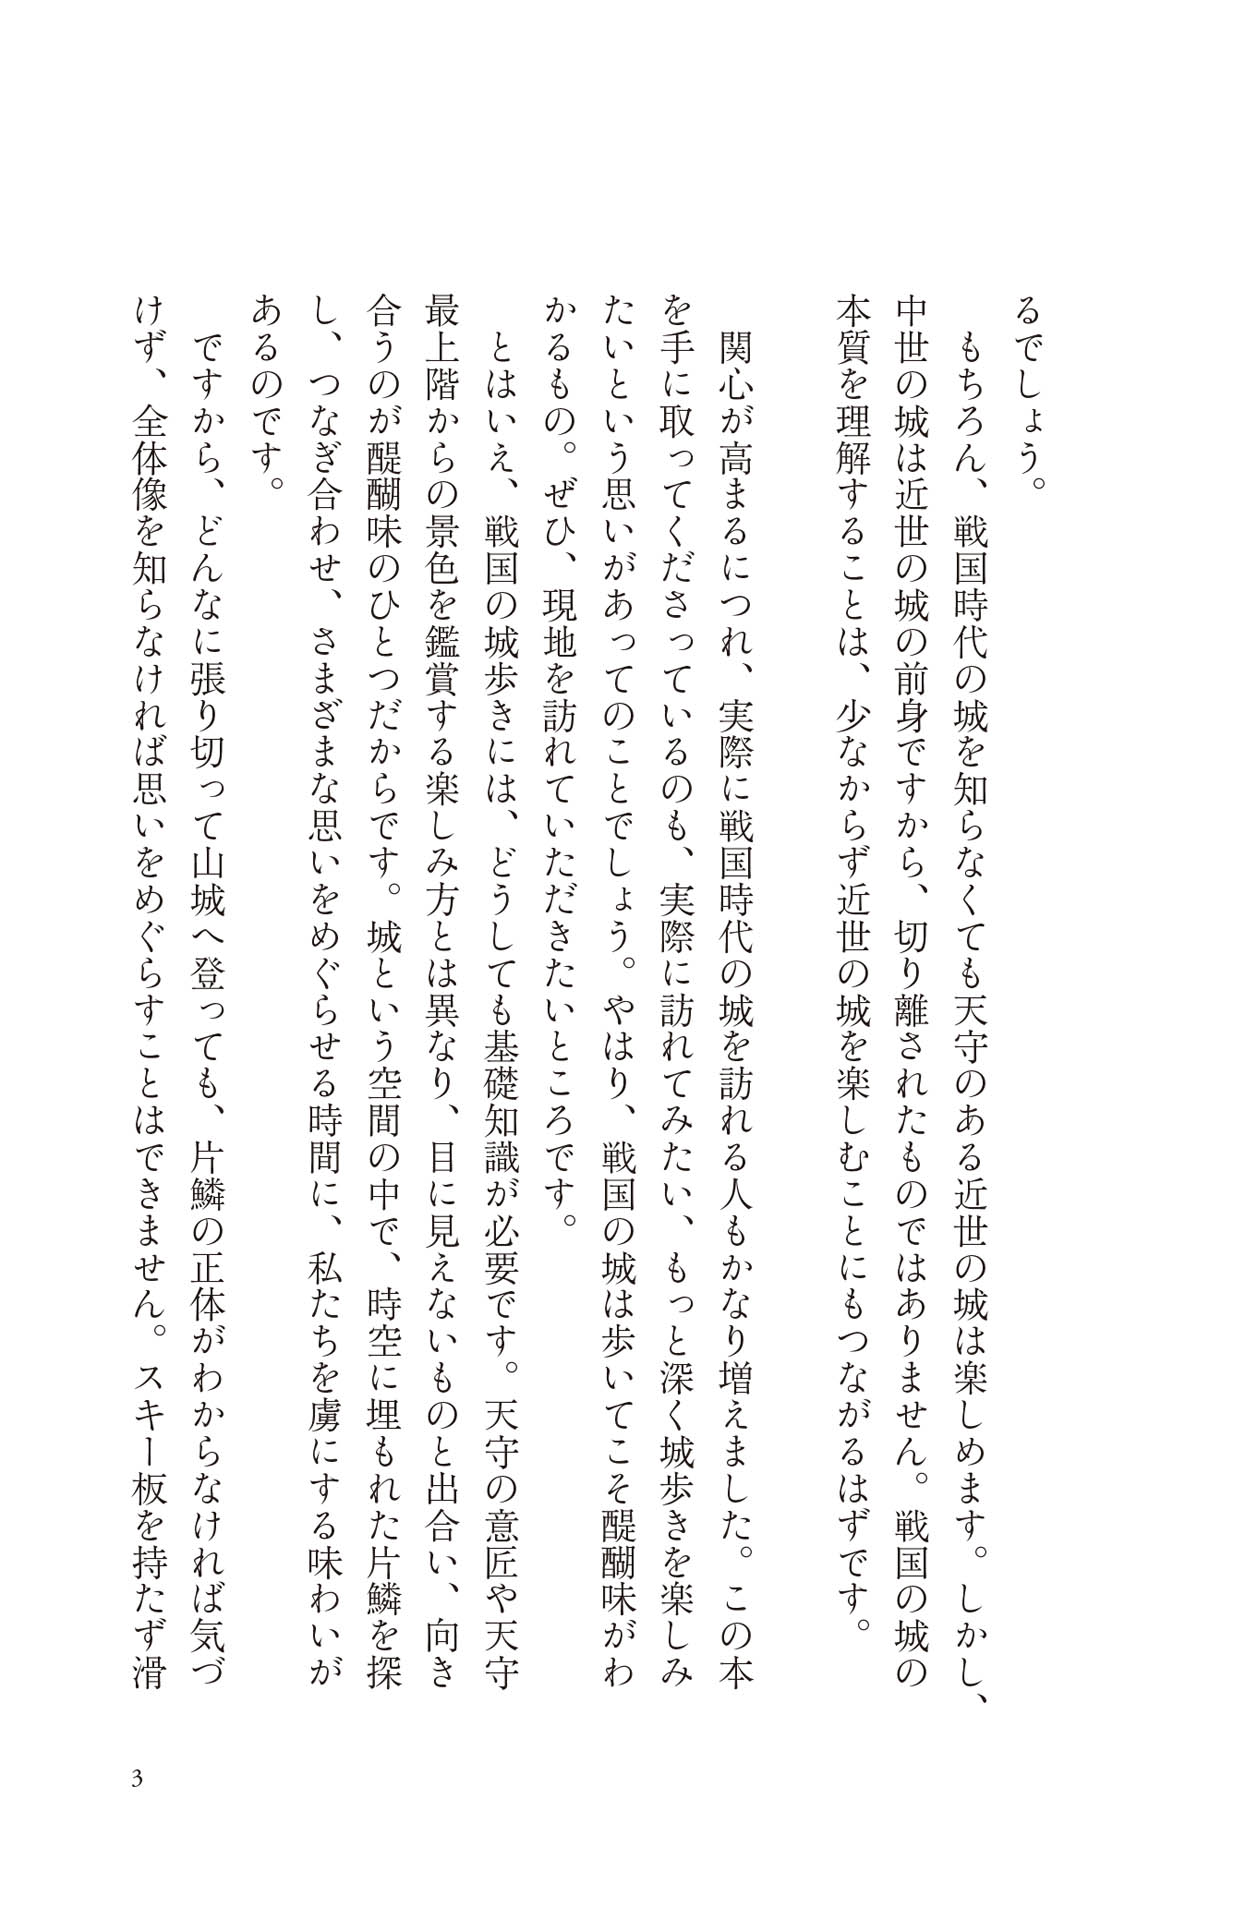 るでしょう。
もちろん、戦国時代の城を知らなくても天守のある近世の城は楽しめます。しかし、
中世の城は近世の城の前身ですから、切り離されたものではありません。戦国の城の
本質を理解することは、少なからず近世の城を楽しむことにもつながるはずです。
関心が高まるにつれ、実際に戦国時代の城を訪れる人もかなり増えました。この本
を手に取ってくださっているのも、実際に訪れてみたい、もっと深く城歩きを楽しみ
たいという思いがあってのことでしょう。やはり、戦国の城は歩いてこそ醍醐味がわ
かるもの。ぜひ、現地を訪れていただきたいところです。
とはいえ、戦国の城歩きには、どうしても基礎知識が必要です。天守の意匠や天守
最上階からの景色を鑑賞する楽しみ方とは異なり、目に見えないものと出合い、向き
合うのが醍醐味のひとつだからです。城という空間の中で、時空に埋もれた片鱗を探
し、つなぎ合わせ、さまざまな思いをめぐらせる時間に、私たちを虜にする味わいが
あるのです。
ですから、どんなに張り切って山城へ登っても、片鱗の正体がわからなければ気づ
けず、全体像を知らなければ思いをめぐらすことはできません。スキー板を持たず滑
3